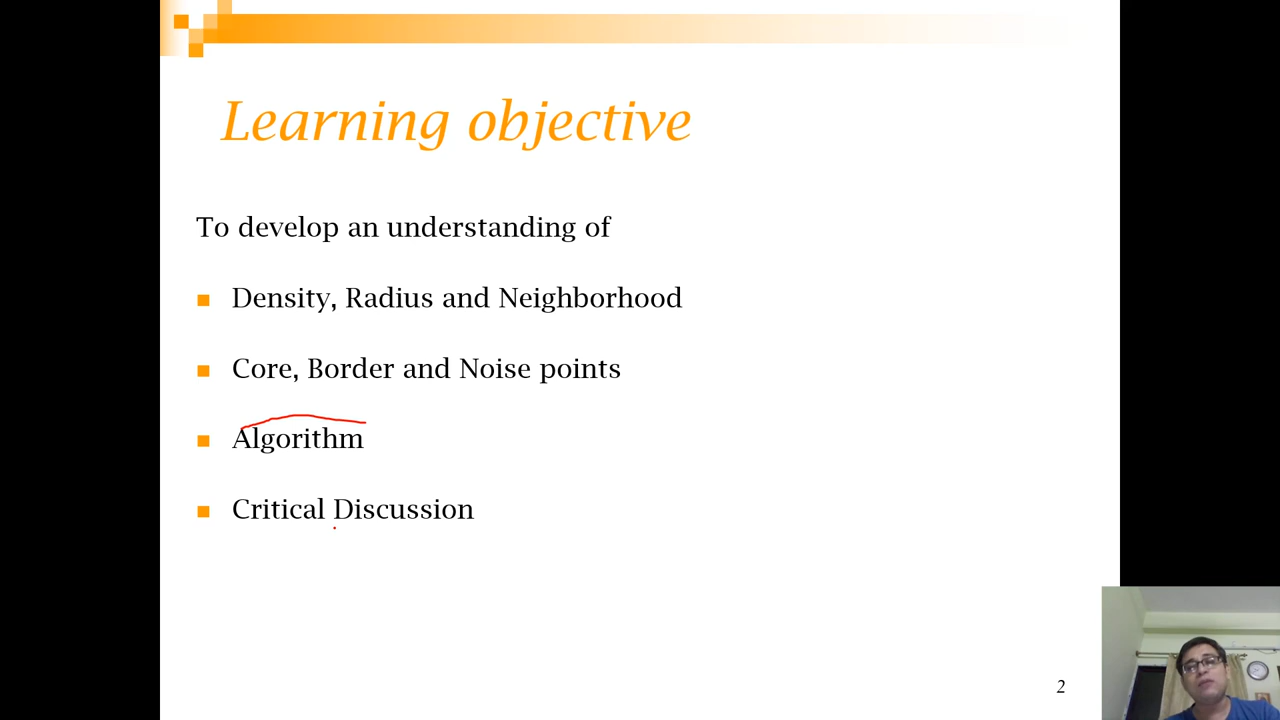 Learning objective
To develop an understanding of
Density, Radius and Neighborhood
Core, Border and Noise points
Algorithm
Critical Discussion
2